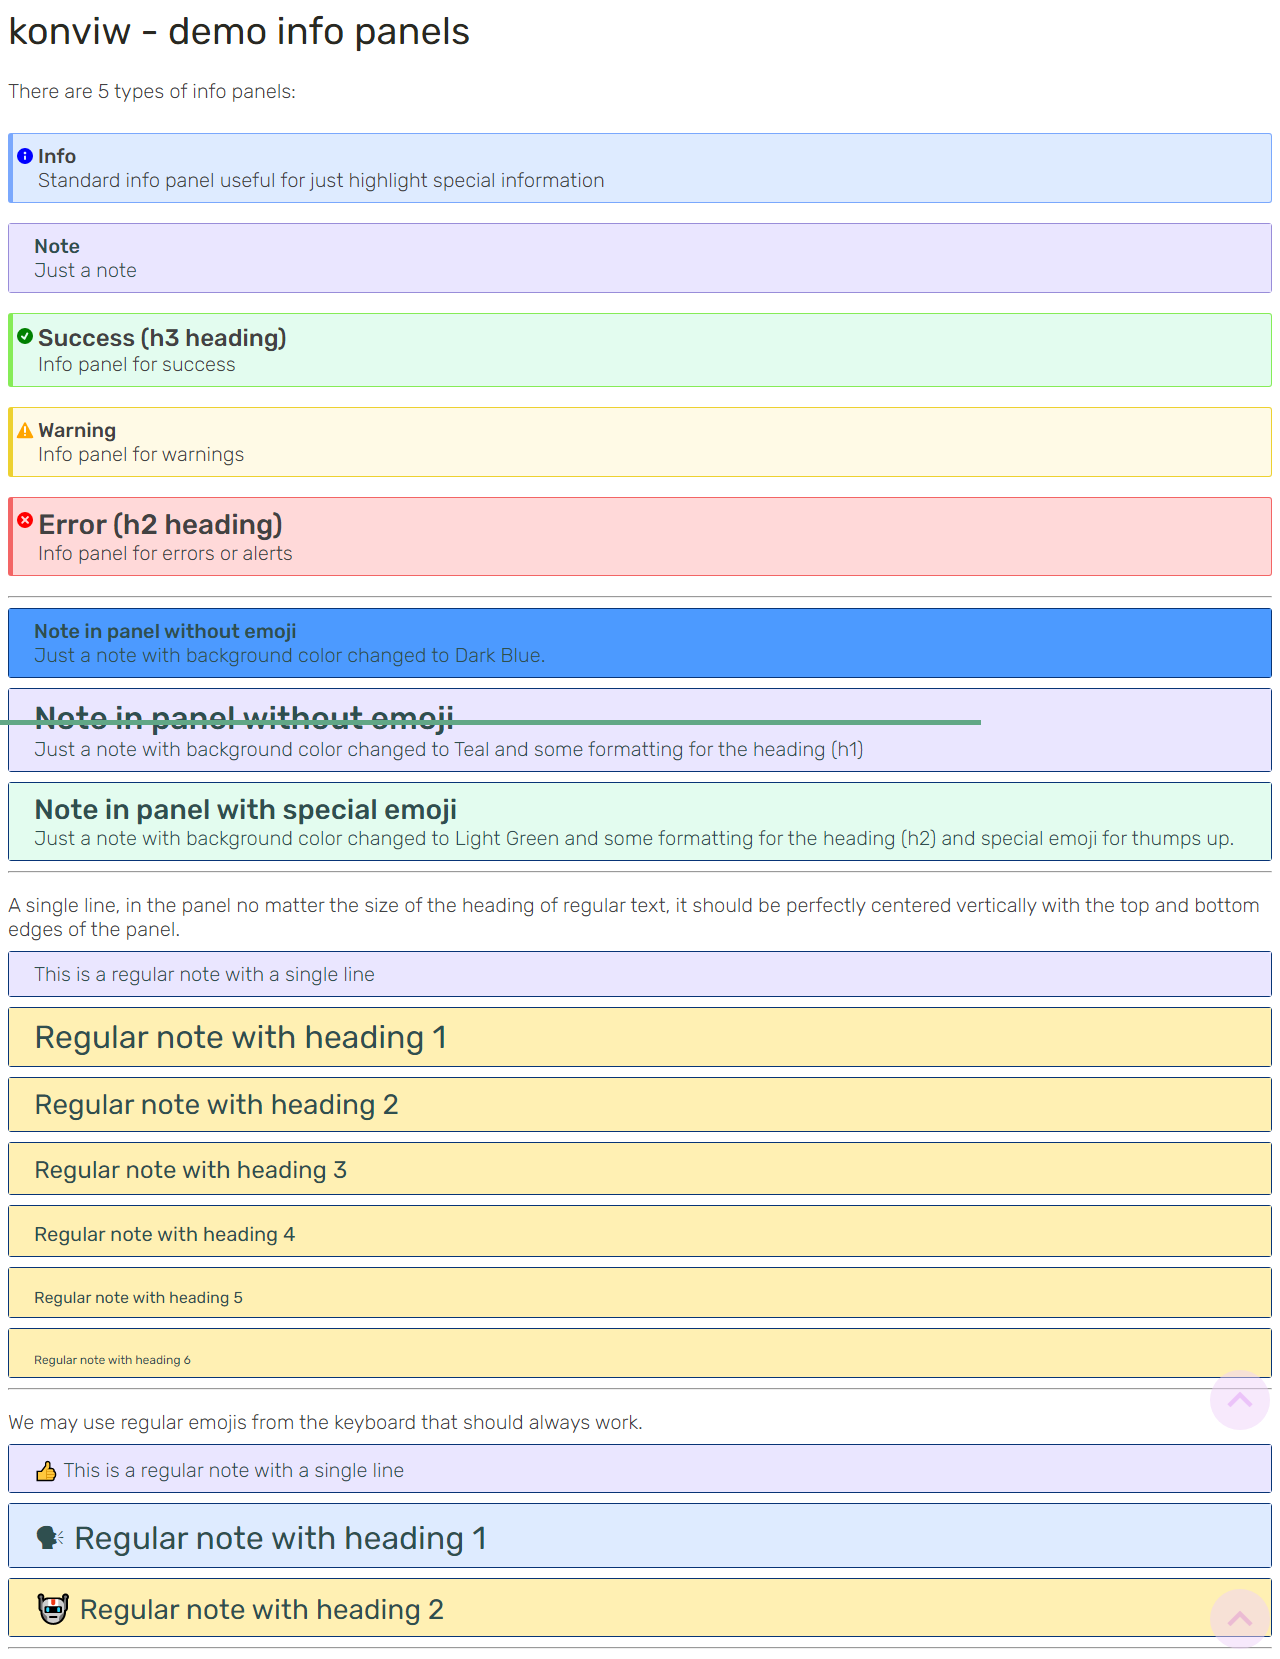 konviw - demo info panels
There are 5 types of info panels:
Info
Standard info panel useful for just highlight special information
Note
Just a note
Success (h3 heading)
Info panel for success
Warning
Info panel for warnings
Error (h2 heading)
Info panel for errors or alerts
Note in panel without emoji
Just a note with background color changed to Dark Blue.
Note in panel without emoji
Just a note with background color changed to Teal and some formatting for the heading (h1)
Note in panel with special emoji
Just a note with background color changed to Light Green and some formatting for the heading (h2) and special emoji for thumps up.
A single line, in the panel no matter the size of the heading of regular text, it should be perfectly centered vertically with the top and bottom
edges of the panel.
This is a regular note with a single line
Regular note with heading 1
Regular note with heading 2
Regular note with heading 3
Regular note with heading 4
Regular note with heading 5
Regular note with heading 6
We may use regular emojis from the keyboard that should always work.
👍 This is a regular note with a single line
🗣 Regular note with heading 1
🤖 Regular note with heading 2